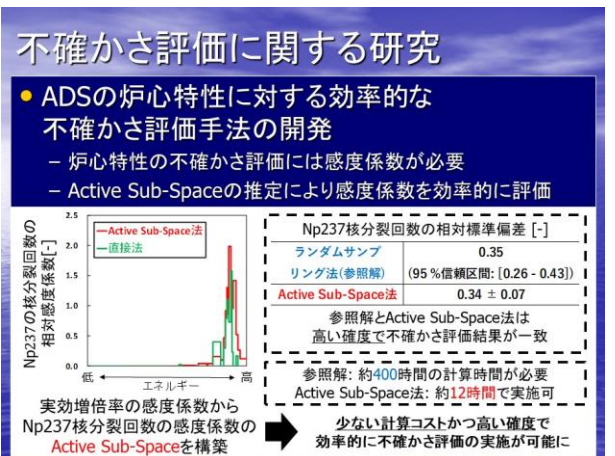 不確かさ評価に関する研究
ADSの炉心特性に対する効率的な
不確かさ評価手法の開発
– 炉心特性の不確かさ評価には感度係数が必要
– Active Sub-Spaceの推定により感度係数を効率的に評価
Np237の核分裂回数の
相対感度係数[-]
2.5
2.0
1.5
1.0
0.5
0.0
Active Sub-Space法
直接法
低
エネルギー
高
実効増倍率の感度係数から
Np237核分裂回数の感度係数の
Active Sub-Spaceを構築
Np237核分裂回数の相対標準偏差 [-]
ランダムサンプ
リング法(参照解)
0.35
(95 %信頼区間: [0.26 - 0.43])
Active Sub-Space法
0.34 ± 0.07
参照解とActive Sub-Space法は
高い確度で不確かさ評価結果が一致
参照解: 約400時間の計算時間が必要
Active Sub-Space法: 約12時間で実施可
少ない計算コストかつ高い確度で
効率的に不確かさ評価の実施が可能に